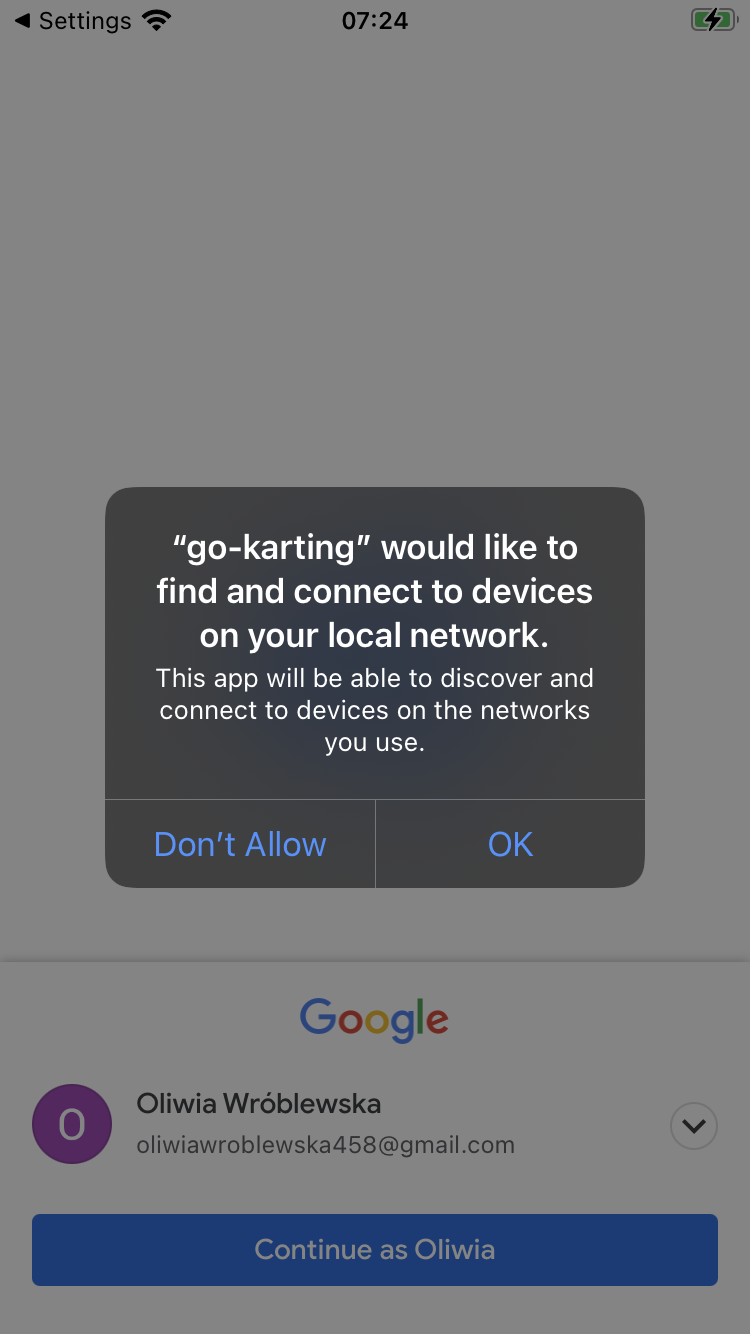 Settings
07:24
“go-karting” would like to
find and connect to devices
on your local network.
This app will be able to discover and
connect to devices on the networks
you use.
Don’t Allow
OK
Google
O
Oliwia Wróblewska
oliwiawroblewska458@gmail.com
Continue as Oliwia